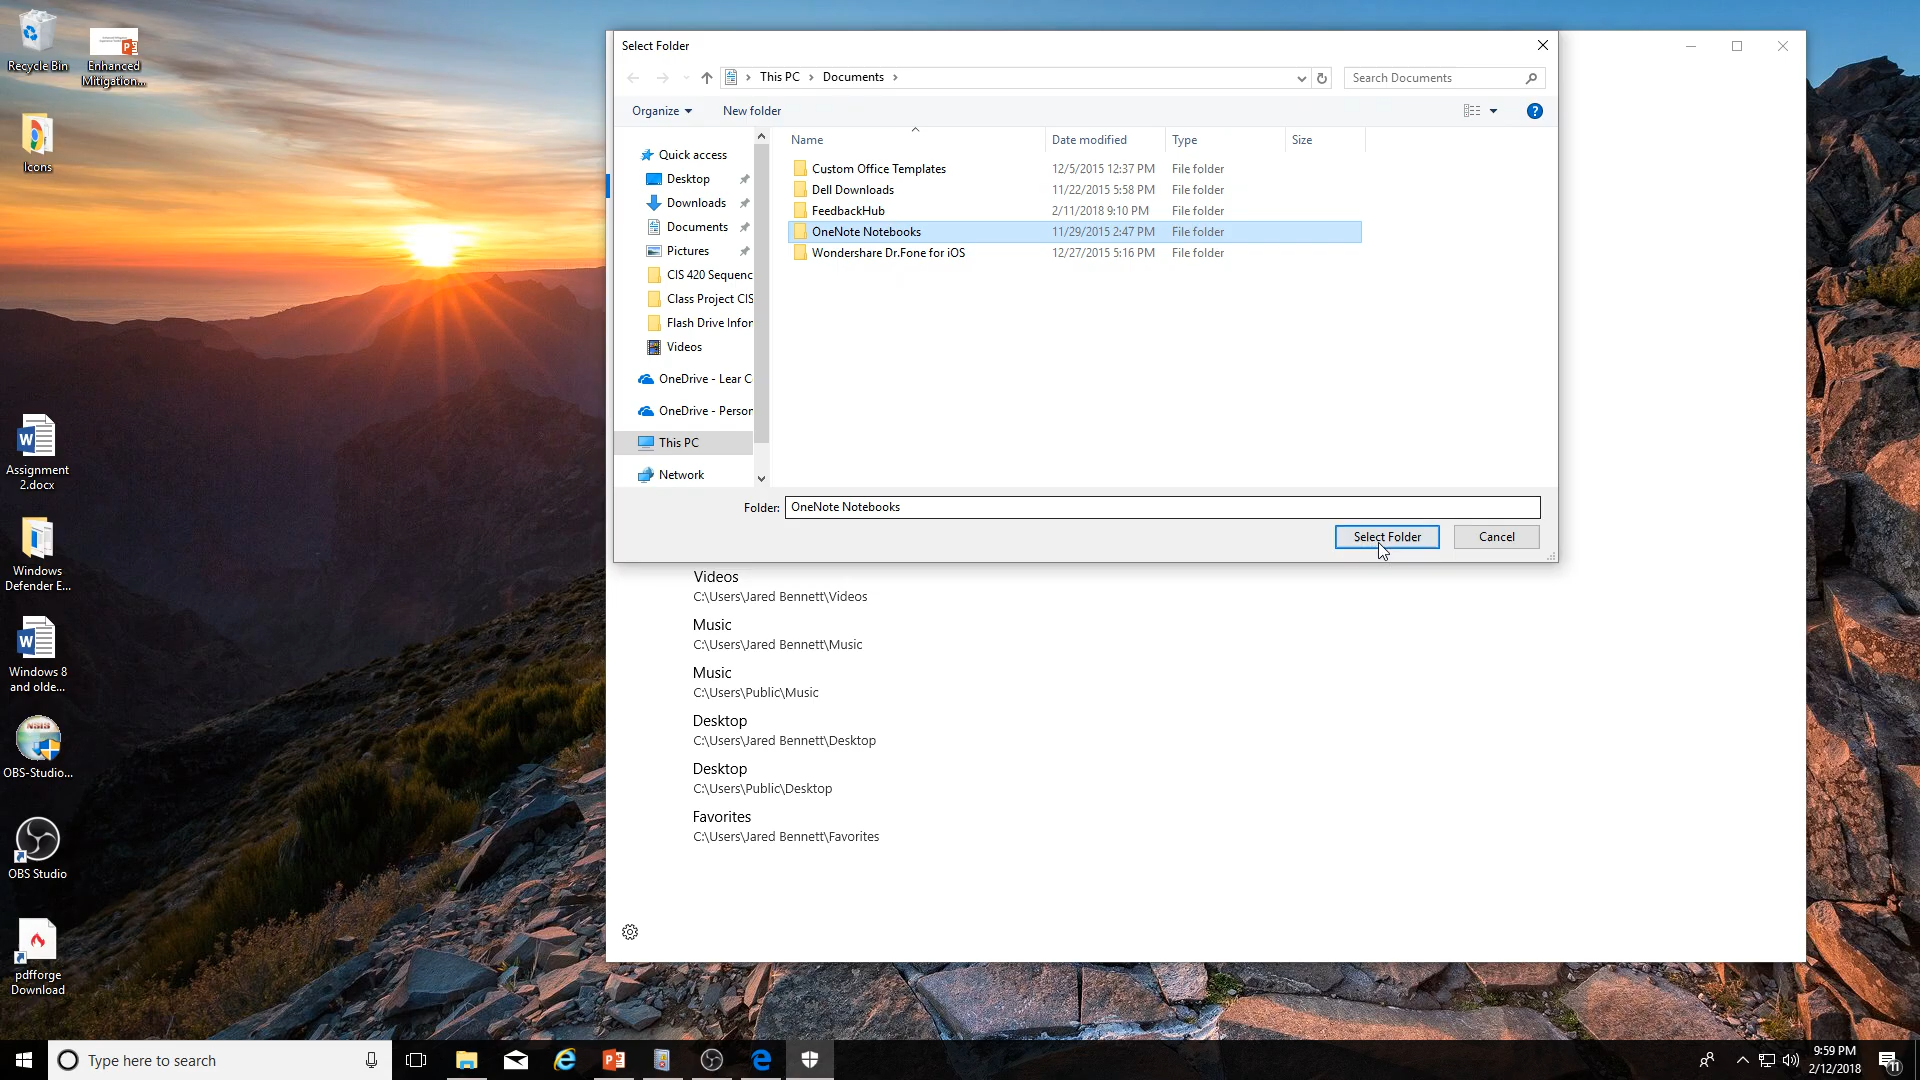 Recycle Bin
Enhanced
Mitigation...
Icons
Assignment
2.docx
Windows
Defender E...
Windows 8
and olde...
NSIS
OBS-Studio...
OBS Studio
pdfforge
Download
Select Folder
This PC
Documents
Search Documents
Organize
New folder
Quick access
Desktop
Downloads
Documents
Pictures
CIS 420 Sequenc
Class Project CIS
Flash Drive Infor
Videos
OneDrive - Lear C
OneDrive - Person
This PC
Network
Name Date modified Type Size
Custom Office Templates 12/5/2015 12:37 PM File folder
Dell Downloads 11/22/2015 5:58 PM File folder
FeedbackHub 2/11/2018 9:10 PM File folder
OneNote Notebooks 11/29/2015 2:47 PM File folder
Wondershare Dr.Fone for iOS 12/27/2015 5:16 PM File folder
Folder: OneNote Notebooks
Select Folder Cancel
Videos
C:\Users\Jared Bennett\Videos
Music
C:\Users\Jared Bennett\Music
Music
C:\Users\Public\Music
Desktop
C:\Users\Jared Bennett\Desktop
Desktop
C:\Users\Public\Desktop
Favorites
C:\Users\Jared Bennett\Favorites
Type here to search
9:59 PM
2/12/2018
11